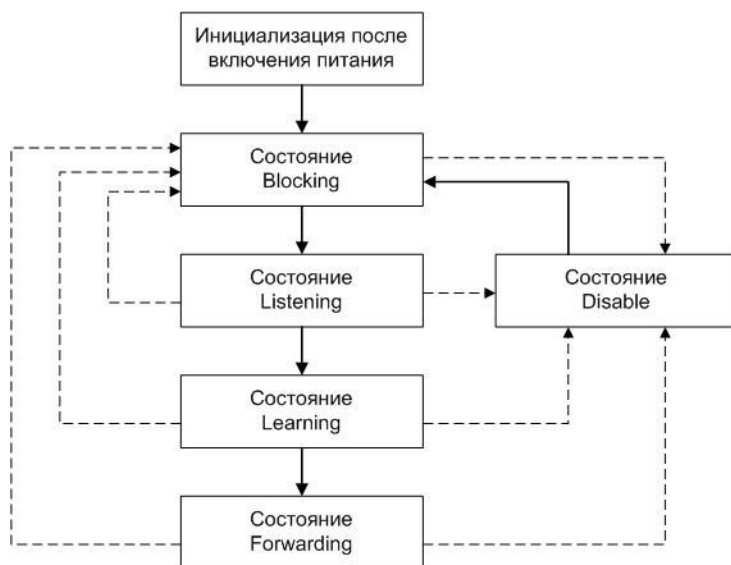 Инициализация после
включения питания
Состояние
Blocking
Состояние
Listening
Состояние
Disable
Состояние
Learning
Состояние
Forwarding